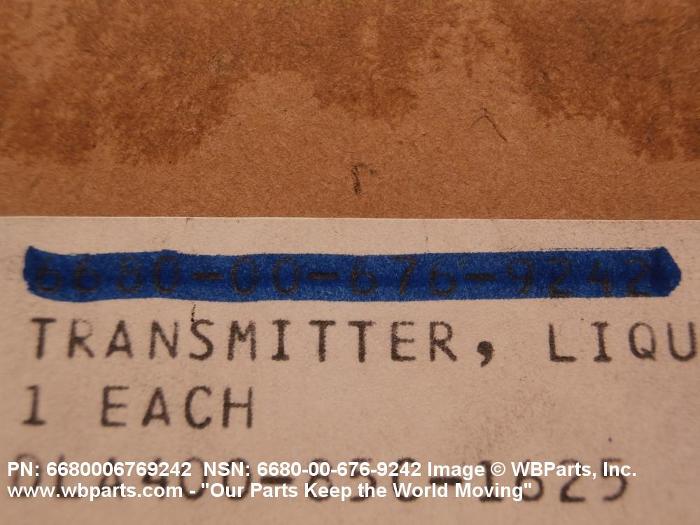 6680-00-676-9242
TRANSMITTER, LIQU
1 EACH
PN: 6680006769242 NSN: 6680-00-676-9242 Image © WBParts, Inc.
www.wbparts.com - "Our Parts Keep the World Moving"